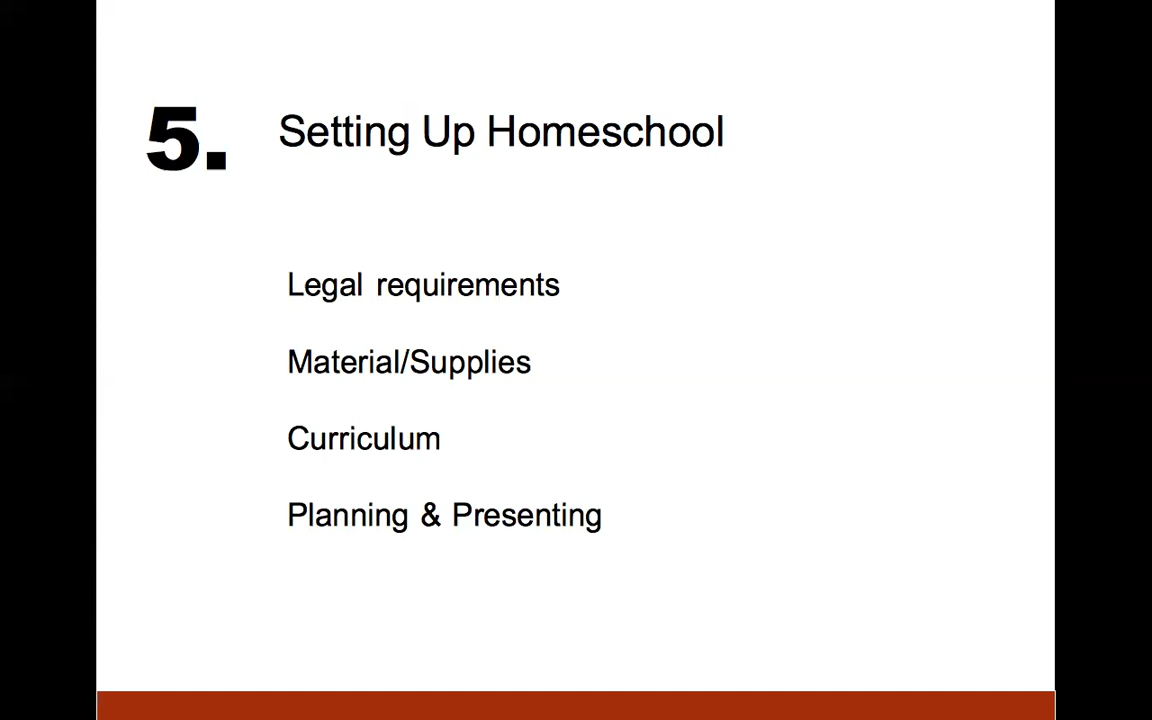 5. Setting Up Homeschool
Legal requirements
Material/Supplies
Curriculum
Planning & Presenting